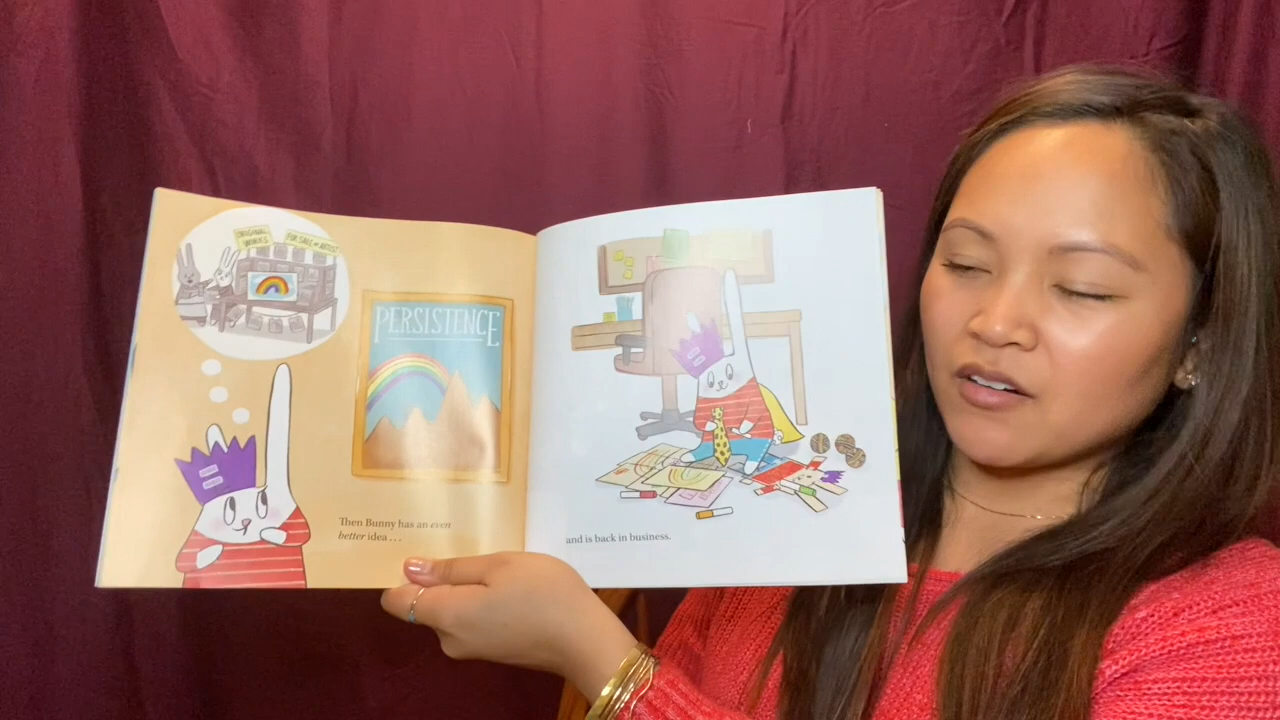 ORIGINAL
WORKS
FOR SALE by ARTIST
PERSISTENCE
Then Bunny has an even
better idea . . .
and is back in business.